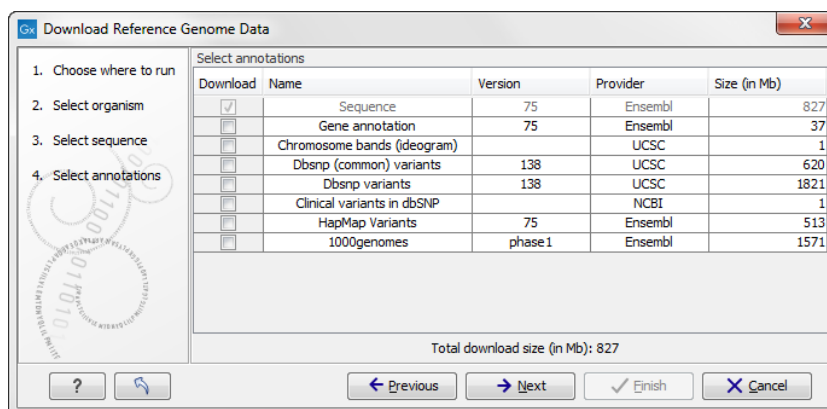 Gx Download Reference Genome Data
X
1. Choose where to run
2. Select organism
3. Select sequence
4. Select annotations
Select annotations
Download Name Version Provider Size (in Mb)
Sequence 75 Ensembl 827
Gene annotation 75 Ensembl 37
Chromosome bands (ideogram) UCSC 1
Dbsnp (common) variants 138 UCSC 620
Dbsnp variants 138 UCSC 1821
Clinical variants in dbSNP NCBI 1
HapMap Variants 75 Ensembl 513
1000genomes phase1 Ensembl 1571
Total download size (in Mb): 827
? Previous Next Finish Cancel